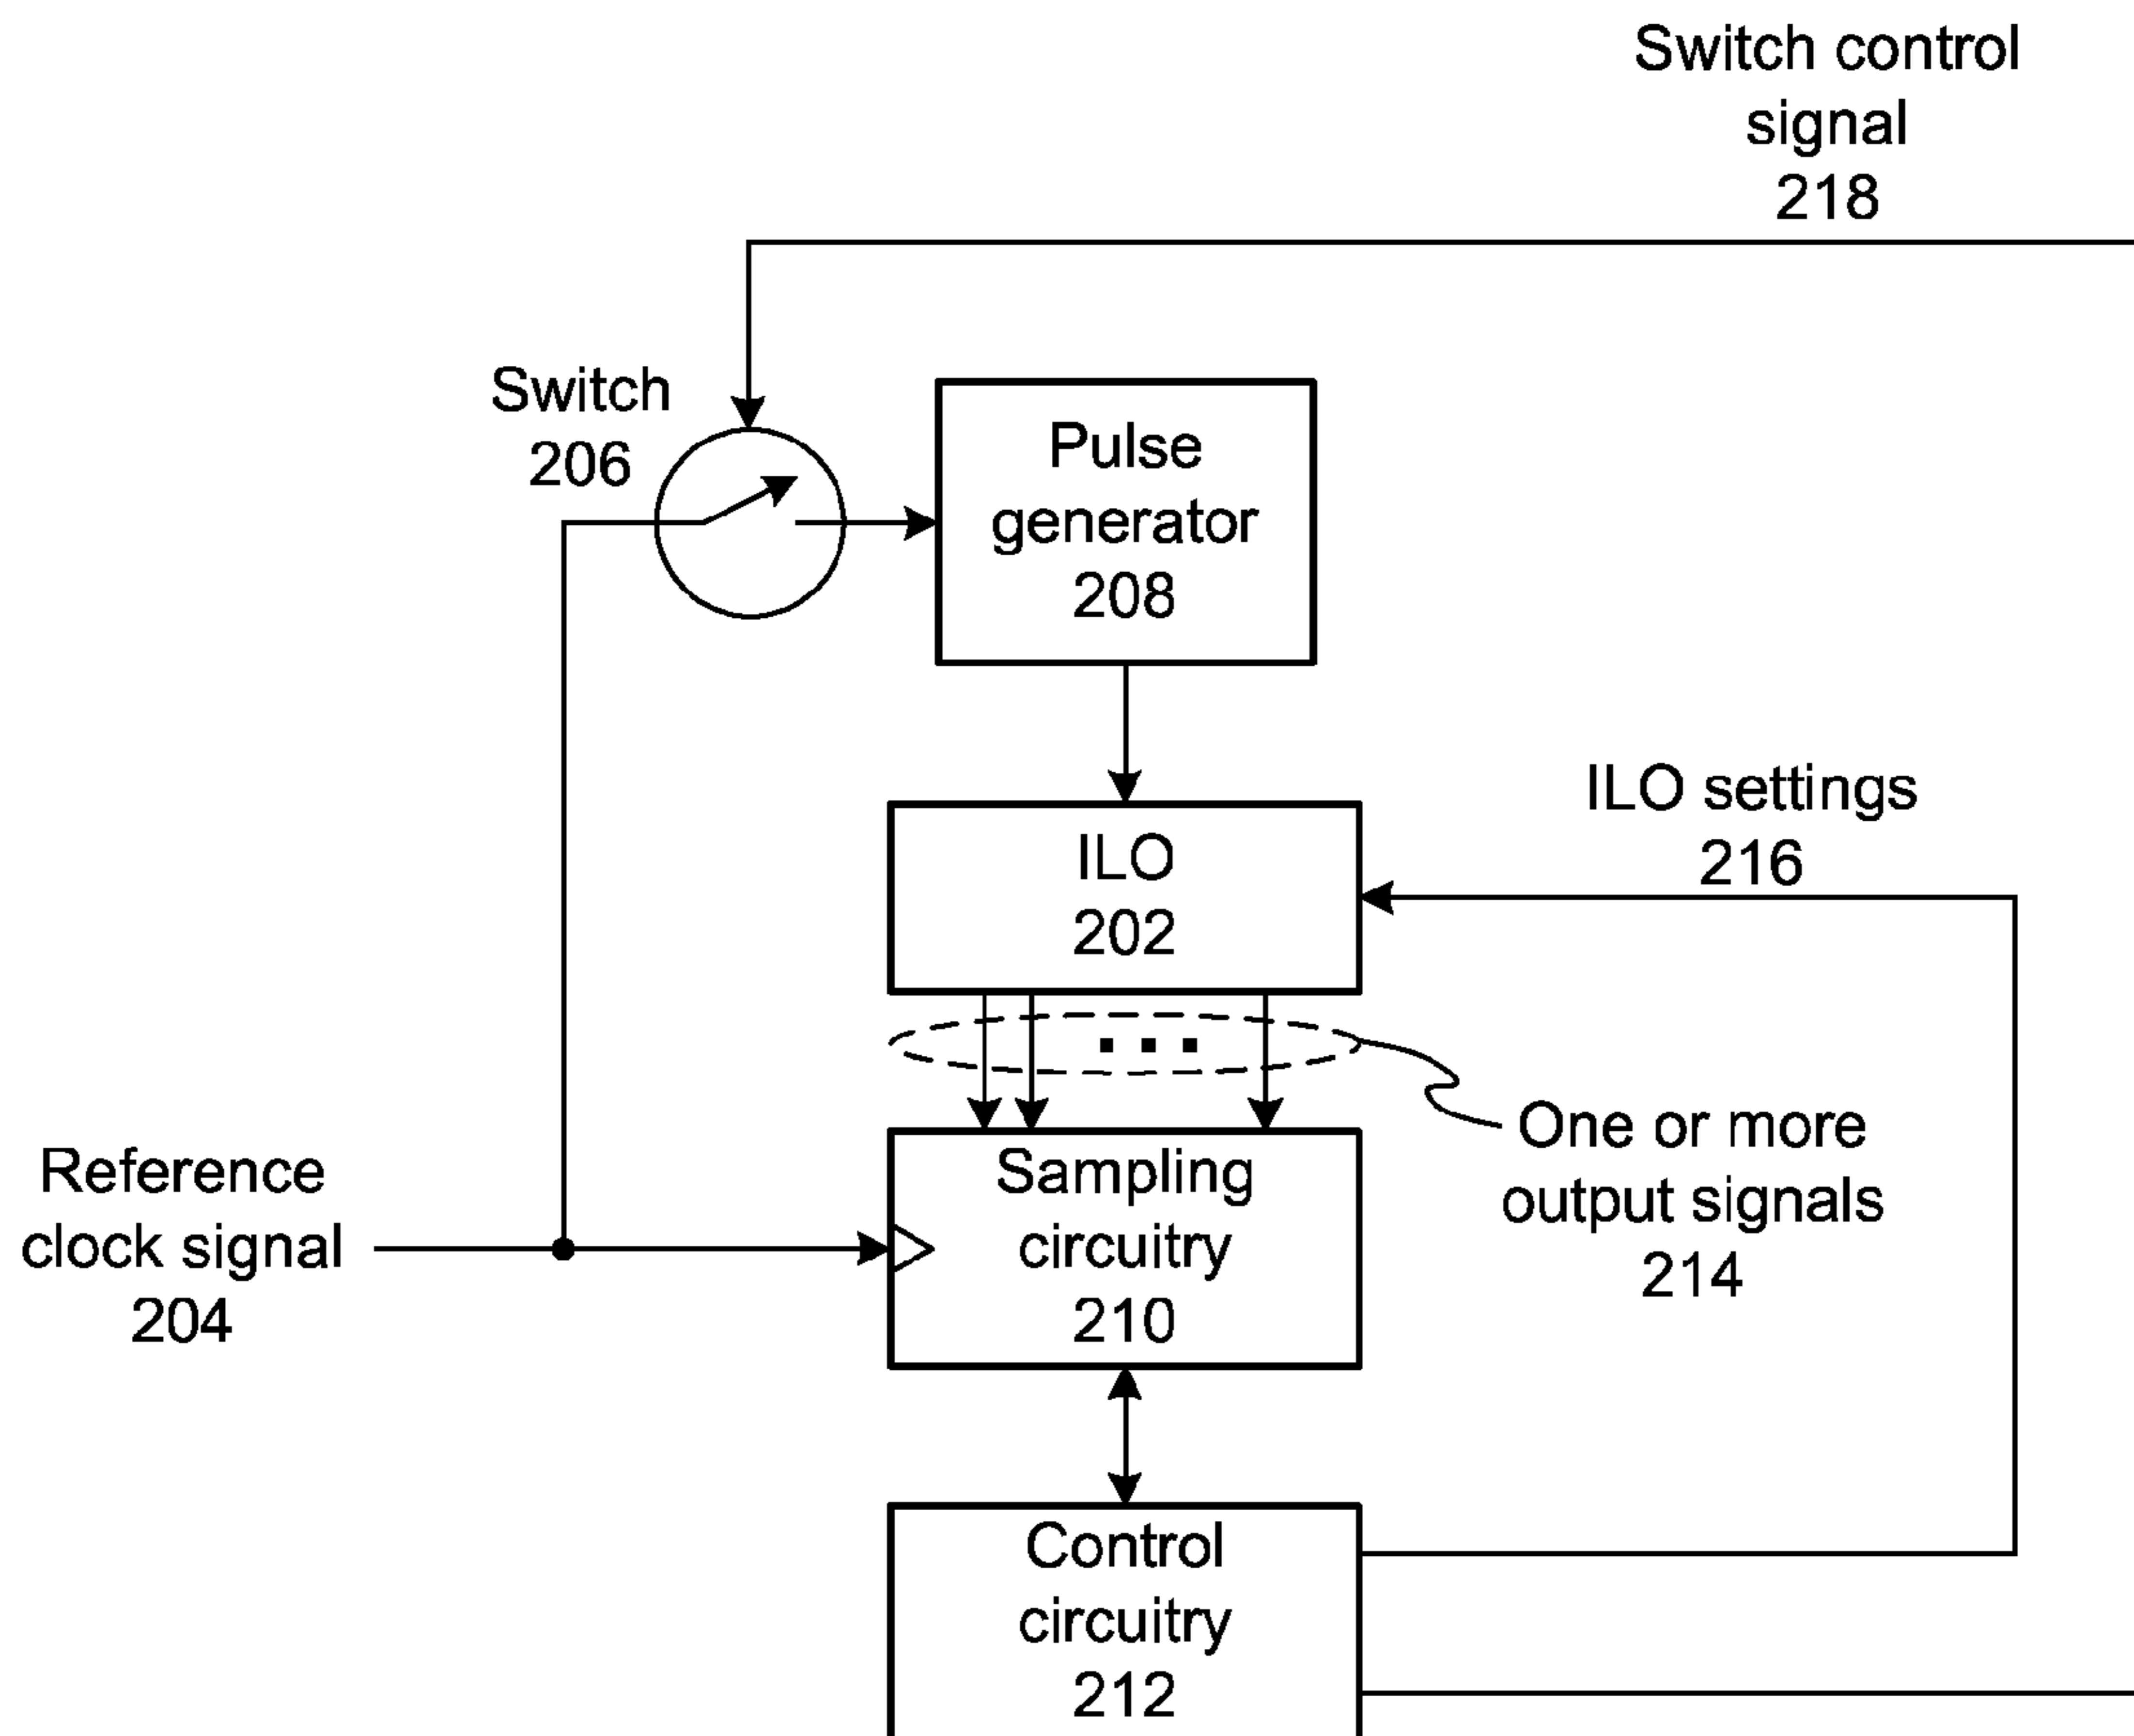 Switch control
signal
218
Switch
206
Pulse
generator
208
ILO settings
216
ILO
202
One or more
output signals
214
Reference
clock signal
204
Sampling
circuitry
210
Control
circuitry
212